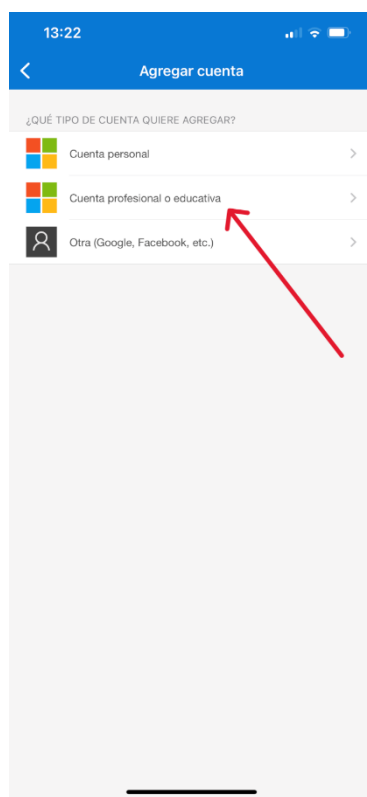 13:22
Agregar cuenta
¿QUÉ TIPO DE CUENTA QUIERE AGREGAR?
Cuenta personal
Cuenta profesional o educativa
Otra (Google, Facebook, etc.)